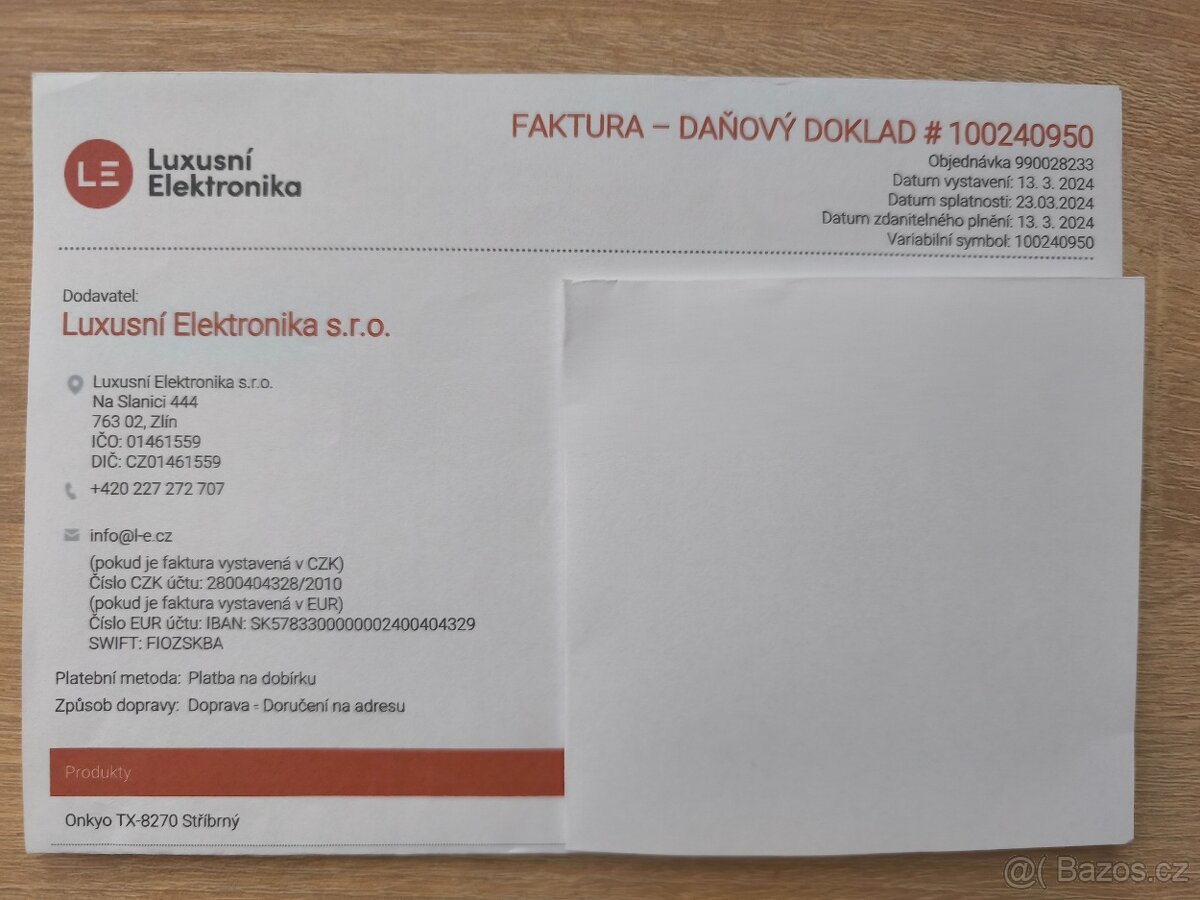 LE Luxusní
Elektronika
FAKTURA – DAŇOVÝ DOKLAD # 100240950
Objednávka 990028233
Datum vystavení: 13. 3. 2024
Datum splatnosti: 23.03.2024
Datum zdanitelného plnění: 13. 3. 2024
Variabilní symbol: 100240950
Dodavatel:
Luxusní Elektronika s.r.o.
Luxusní Elektronika s.r.o.
Na Slanici 444
763 02, Zlín
IČO: 01461559
DIČ: CZ01461559
+420 227 272 707
info@l-e.cz
(pokud je faktura vystavená v CZK)
Číslo CZK účtu: 2800404328/2010
(pokud je faktura vystavená v EUR)
Číslo EUR účtu: IBAN: SK5783300000002400404329
SWIFT: FIOZSKBA
Platební metoda: Platba na dobírku
Způsob dopravy: Doprava - Doručení na adresu
Produkty
Onkyo TX-8270 Stříbrný
@( Bazos.cz